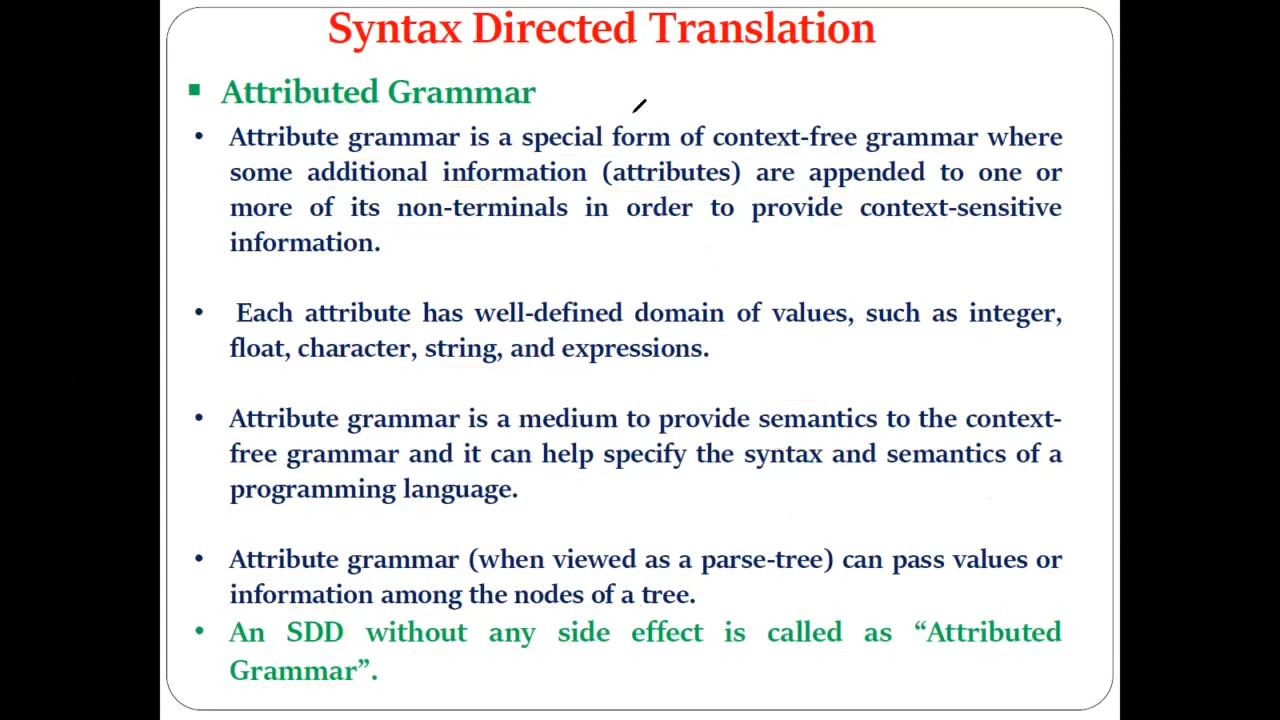 Syntax Directed Translation
▪ Attributed Grammar
• Attribute grammar is a special form of context-free grammar where
some additional information (attributes) are appended to one or
more of its non-terminals in order to provide context-sensitive
information.
• Each attribute has well-defined domain of values, such as integer,
float, character, string, and expressions.
• Attribute grammar is a medium to provide semantics to the context-
free grammar and it can help specify the syntax and semantics of a
programming language.
• Attribute grammar (when viewed as a parse-tree) can pass values or
information among the nodes of a tree.
• An SDD without any side effect is called as “Attributed
Grammar”.